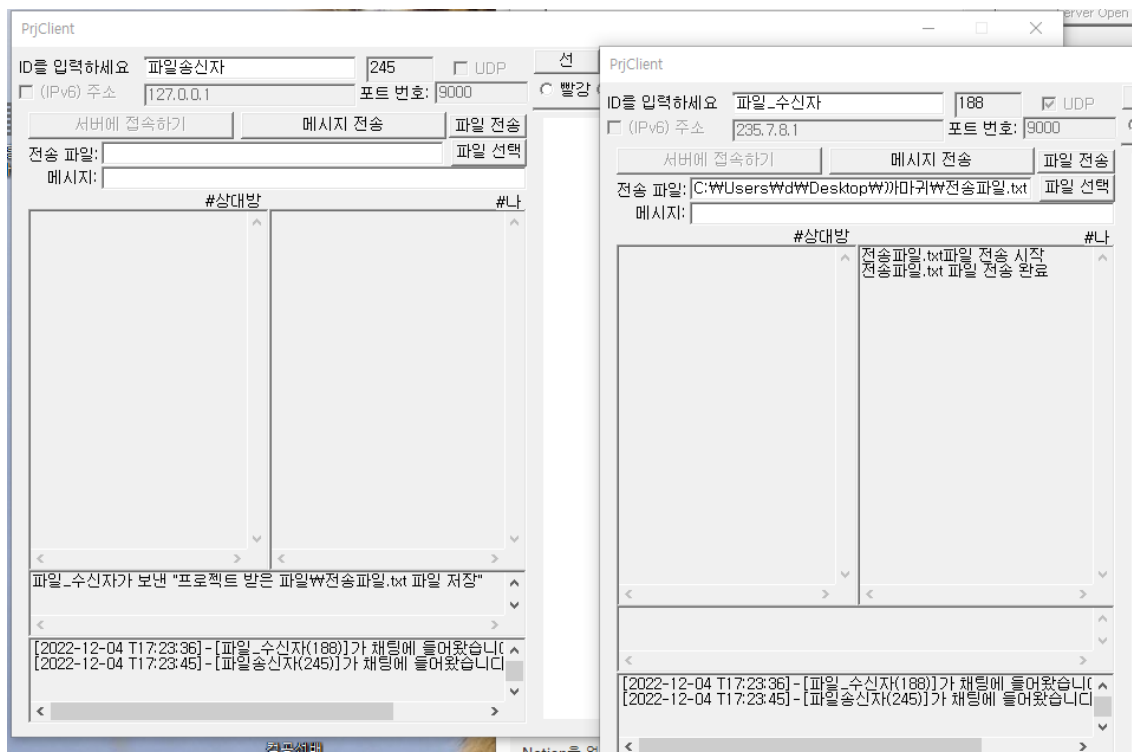 erver Open
PrjClient
ID를 입력하세요 파일송신자 245 UDP 선
(IPv6) 주소 127.0.0.1 포트 번호: 9000 빨강
서버에 접속하기 메시지 전송 파일 전송
전송 파일: 파일 선택
메시지:
#상대방 #나
파일_수신자가 보낸 "프로젝트 받은 파일₩전송파일.txt 파일 저장"
[2022-12-04 T17:23:36]-[파일_수신자(188)]가 채팅에 들어왔습니
[2022-12-04 T17:23:45]-[파일송신자(245)]가 채팅에 들어왔습니
PrjClient
ID를 입력하세요 파일_수신자 188 UDP
(IPv6) 주소 235.7.8.1 포트 번호: 9000
서버에 접속하기 메시지 전송 파일 전송
전송 파일: C:₩Users₩d₩Desktop₩까마귀₩전송파일.txt 파일 선택
메시지:
#상대방 #나
전송파일.txt파일 전송 시작
전송파일.txt 파일 전송 완료
[2022-12-04 T17:23:36]-[파일_수신자(188)]가 채팅에 들어왔습니
[2022-12-04 T17:23:45]-[파일송신자(245)]가 채팅에 들어왔습니